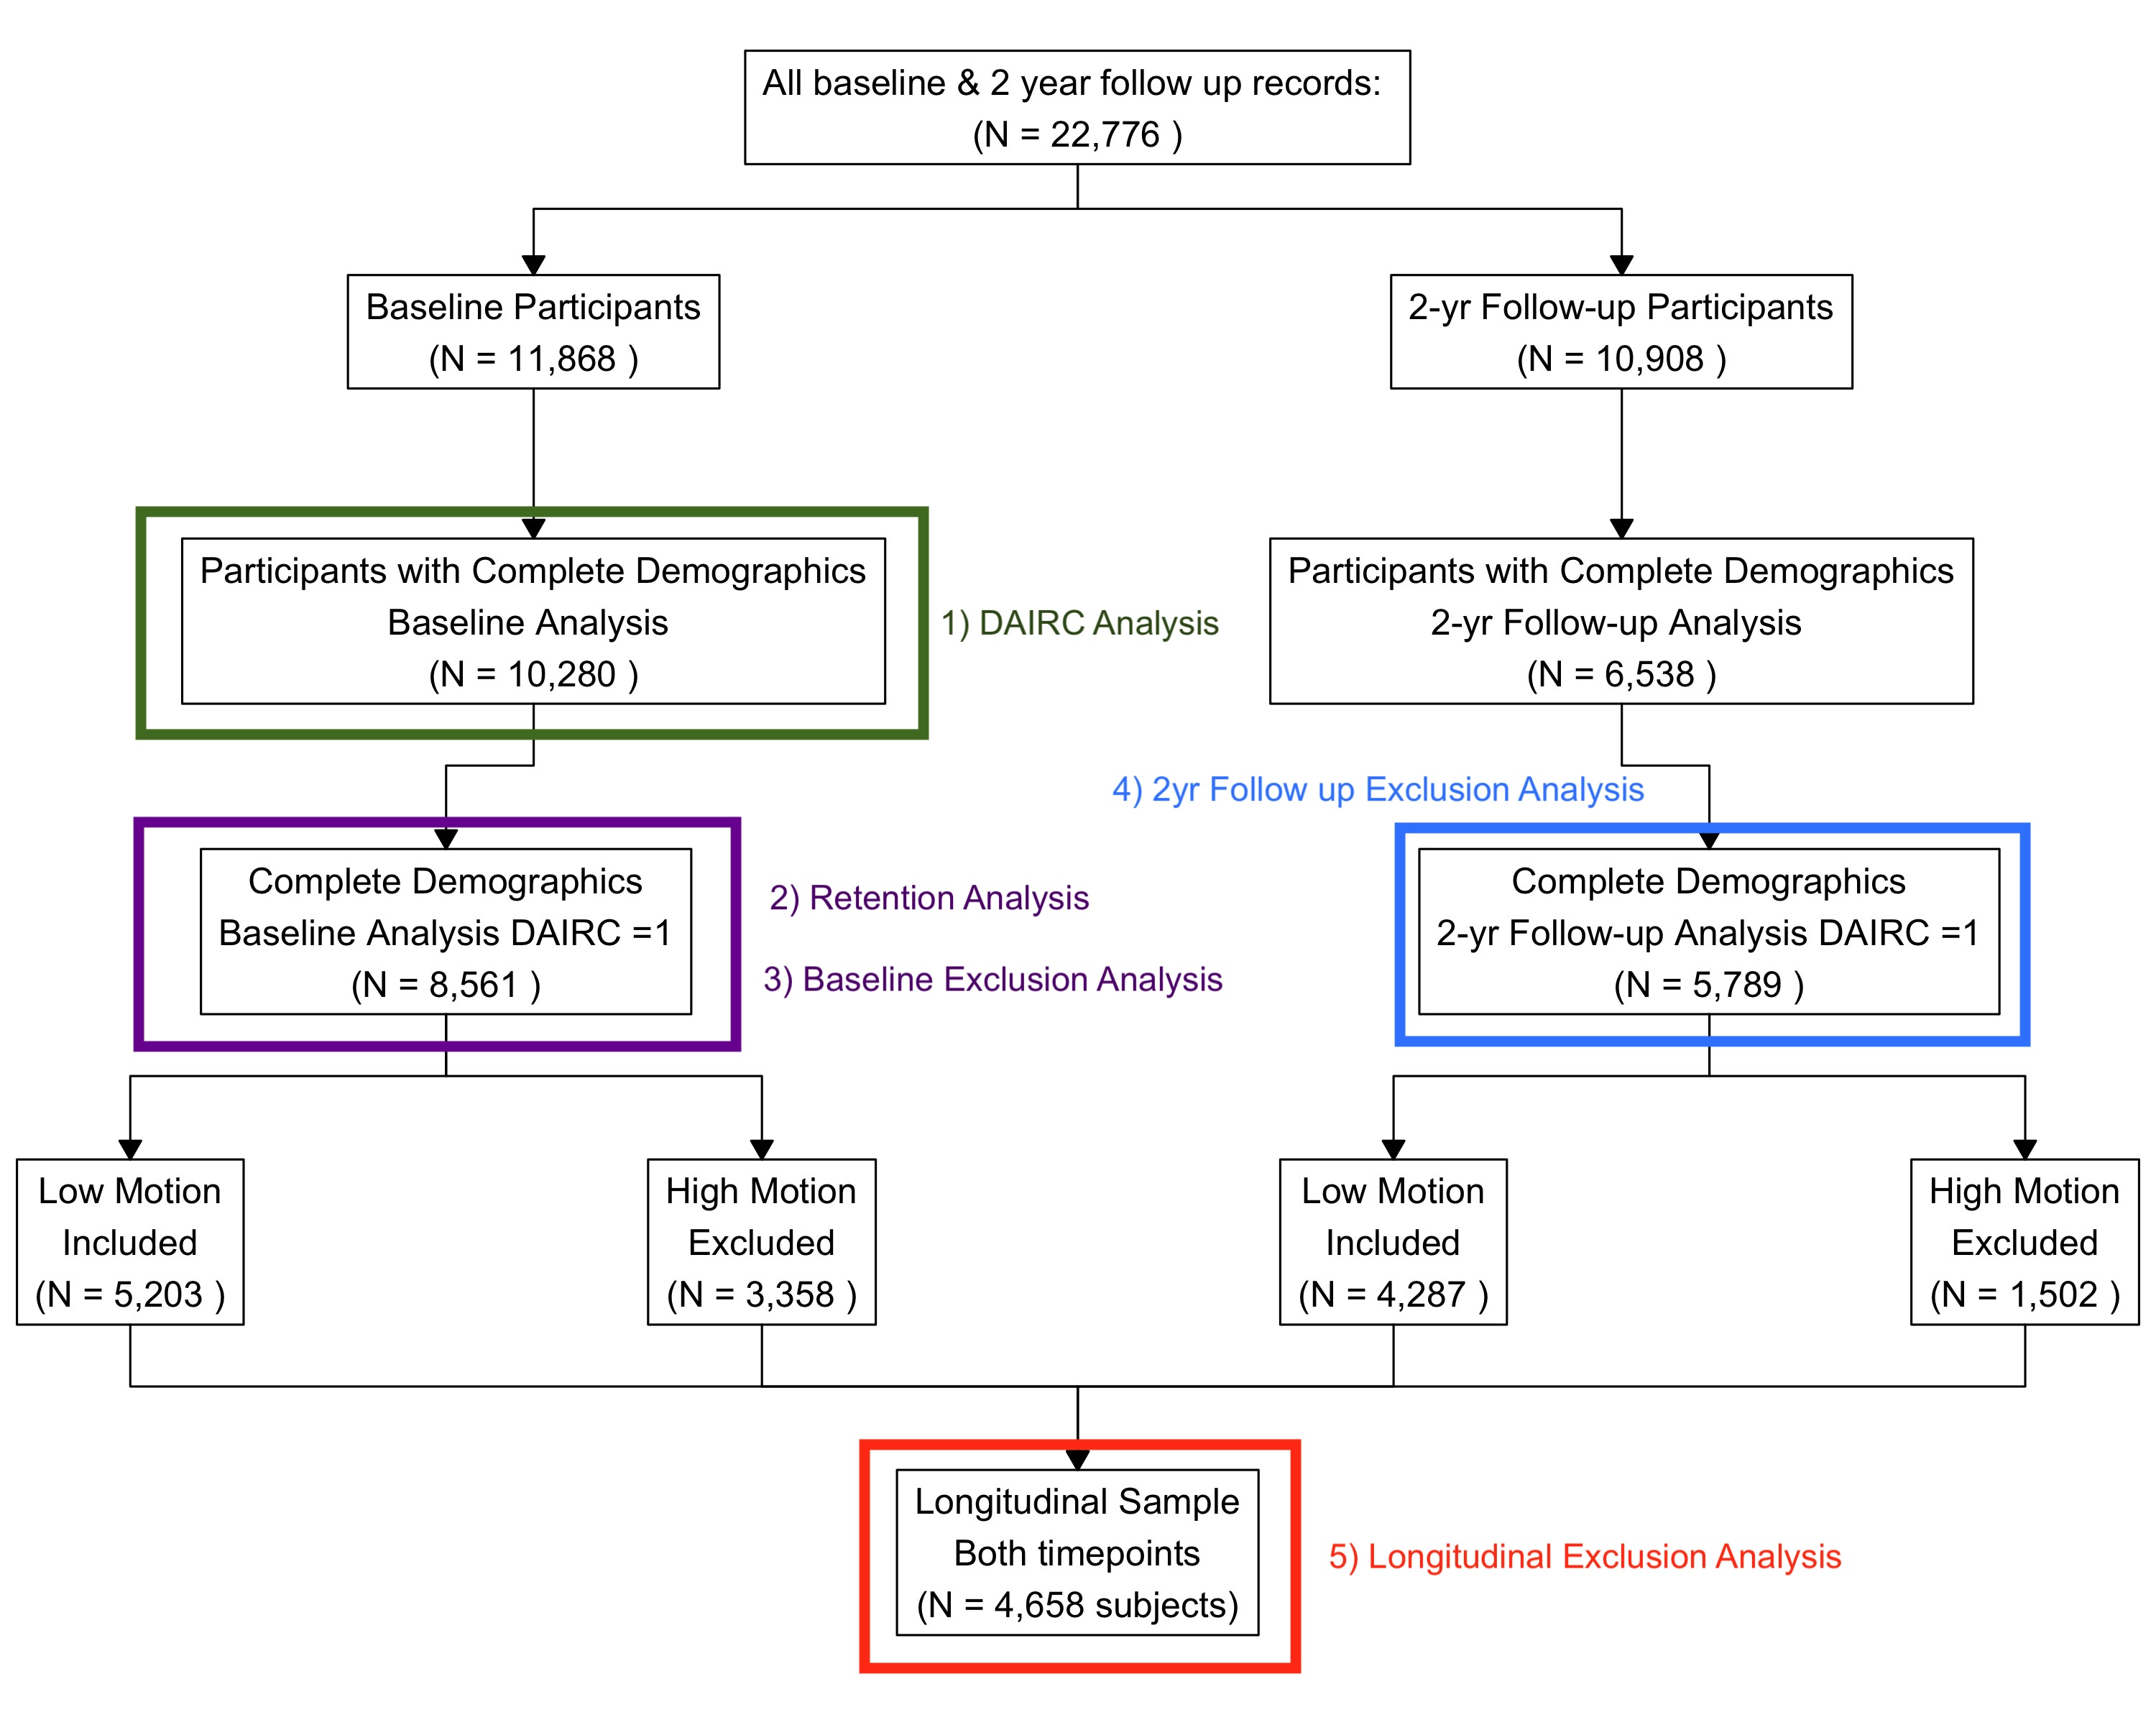 All baseline & 2 year follow up records:
(N = 22,776 )
Baseline Participants
(N = 11,868 )
2-yr Follow-up Participants
(N = 10,908 )
Participants with Complete Demographics
Baseline Analysis
(N = 10,280 )
1) DAIRC Analysis
Participants with Complete Demographics
2-yr Follow-up Analysis
(N = 6,538 )
4) 2yr Follow up Exclusion Analysis
Complete Demographics
Baseline Analysis DAIRC =1
(N = 8,561 )
2) Retention Analysis
3) Baseline Exclusion Analysis
Complete Demographics
2-yr Follow-up Analysis DAIRC =1
(N = 5,789 )
Low Motion
Included
(N = 5,203 )
High Motion
Excluded
(N = 3,358 )
Low Motion
Included
(N = 4,287 )
High Motion
Excluded
(N = 1,502 )
Longitudinal Sample
Both timepoints
(N = 4,658 subjects)
5) Longitudinal Exclusion Analysis